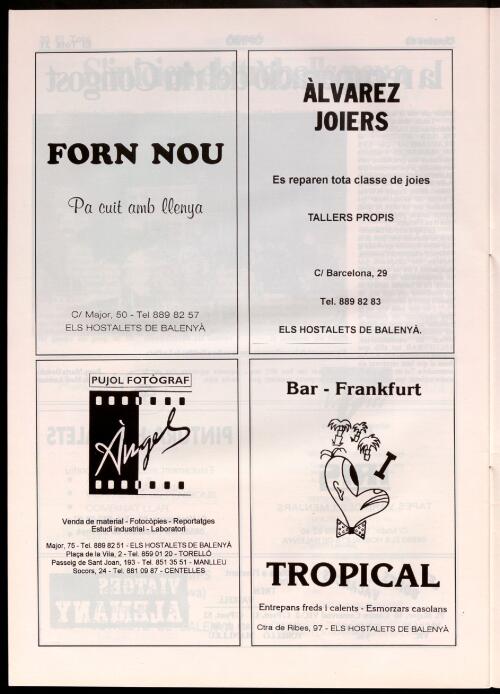 FORN NOU
Pa cuit amb llenya
C/ Major, 50 - Tel 889 82 57
ELS HOSTALETS DE BALENYÀ
ÀLVAREZ
JOIERS
Es reparen tota classe de joies
TALLERS PROPIS
C/ Barcelona, 29
Tel. 889 82 83
ELS HOSTALETS DE BALENYÀ.
PUJOL FOTÒGRAF
Àngel
Venda de material - Fotocòpies - Reportatges
Estudi industrial - Laboratori
Major, 75 - Tel. 889 82 51 - ELS HOSTALETS DE BALENYÀ
Plaça de la Vila, 2 - Tel. 859 01 20 - TORELLÓ
Passeig de Sant Joan, 193 - Tel. 851 35 51 - MANLLEU
Socors, 24 - Tel. 881 09 87 - CENTELLES
Bar - Frankfurt
TROPICAL
Entrepans freds i calents - Esmorzars casolans
Ctra de Ribes, 97 - ELS HOSTALETS DE BALENYÀ